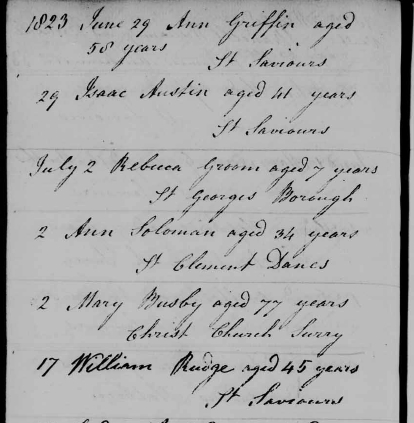 1823 June 29 Ann Griffin aged
58 years
St Saviours
29 Isaac Austin aged 41 years
St Saviours
July 2 Rebecca Groom aged 7 years
St Georges Borough
2 Ann Soloman aged 34 years
St Clement Danes
2 Mary Busby aged 77 years
Christ Church Surry
17 William Rudge aged 45 years
St Saviours